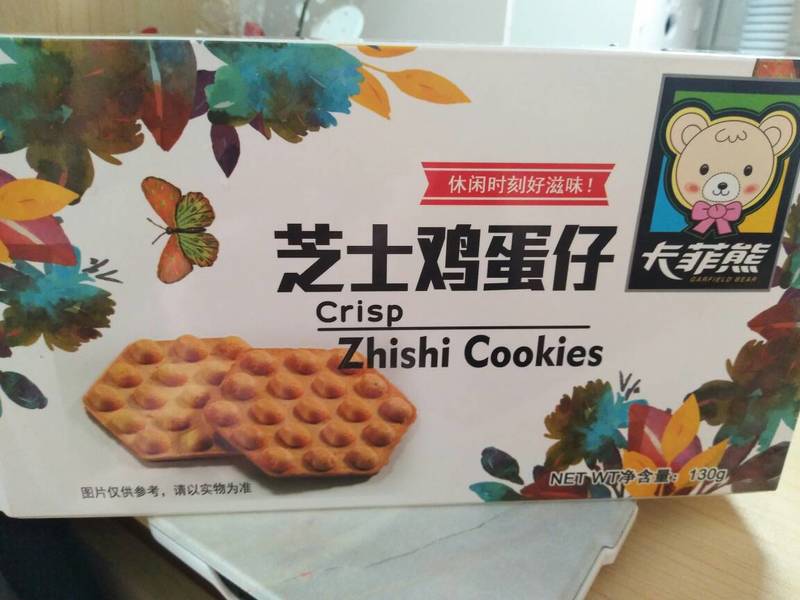 休闲时刻好滋味！
芝士鸡蛋仔
Crisp
Zhishi Cookies
卡菲熊
GARFIELD BEAR
图片仅供参考，请以实物为准
NET WT净含量：130g